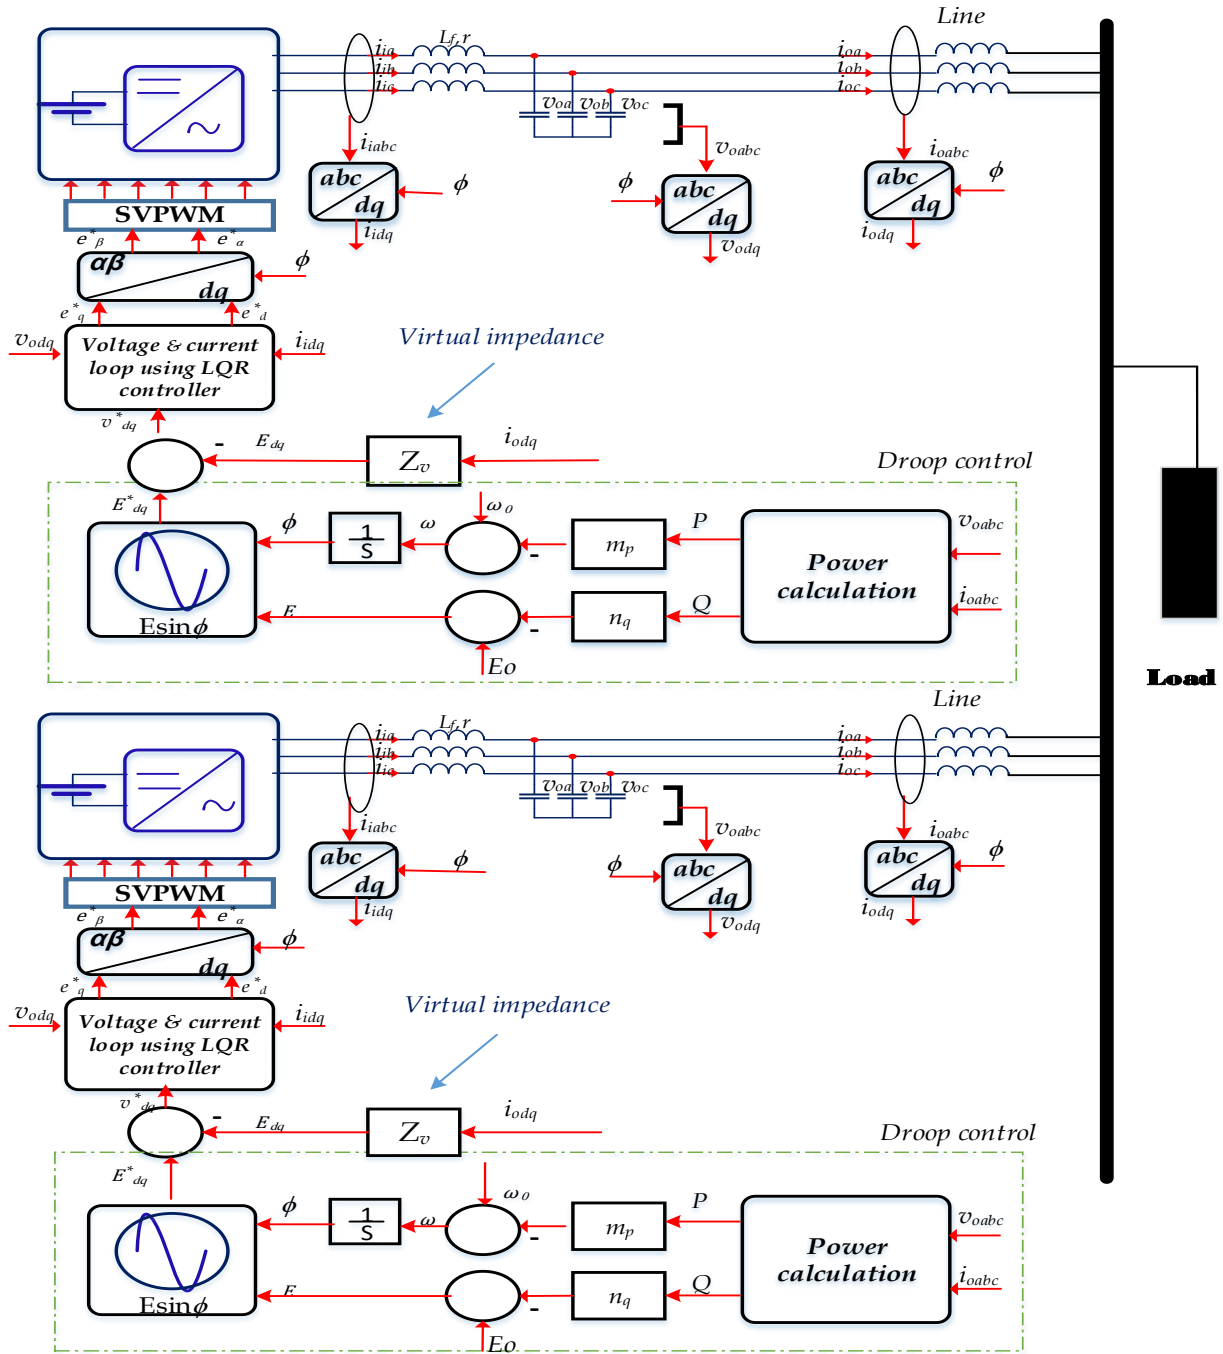 Line
L_f,r
i_ia
i_ib
i_ic
i_oa
i_ob
i_oc
v_oa
v_ob
v_oc
i_iabc
v_oabc
i_oabc
abc
dq
ϕ
ϕ
abc
dq
abc
dq
ϕ
i_idq
v_odq
i_odq
SVPWM
e*_β
e*_α
αβ
dq
ϕ
e*_q
e*_d
v_odq
Voltage & current
loop using LQR
controller
i_idq
Virtual impedance
v*_dq
-
E_dq
Z_v
i_odq
Droop control
E*_dq
ϕ
1
S
ω
ω_0
-
m_p
P
v_oabc
Power
calculation
Esinϕ
E
-
n_q
Q
i_oabc
Eo
Load
Line
L_f,r
i_ia
i_ib
i_ic
i_oa
i_ob
i_oc
v_oa
v_ob
v_oc
i_iabc
v_oabc
i_oabc
abc
dq
ϕ
ϕ
abc
dq
abc
dq
ϕ
i_idq
v_odq
i_odq
SVPWM
e*_β
e*_α
αβ
dq
ϕ
e*_q
e*_d
v_odq
Voltage & current
loop using LQR
controller
i_idq
Virtual impedance
v*_dq
-
E_dq
Z_v
i_odq
Droop control
E*_dq
ϕ
1
S
ω
ω_0
-
m_p
P
v_oabc
Power
calculation
Esinϕ
E
-
n_q
Q
i_oabc
Eo